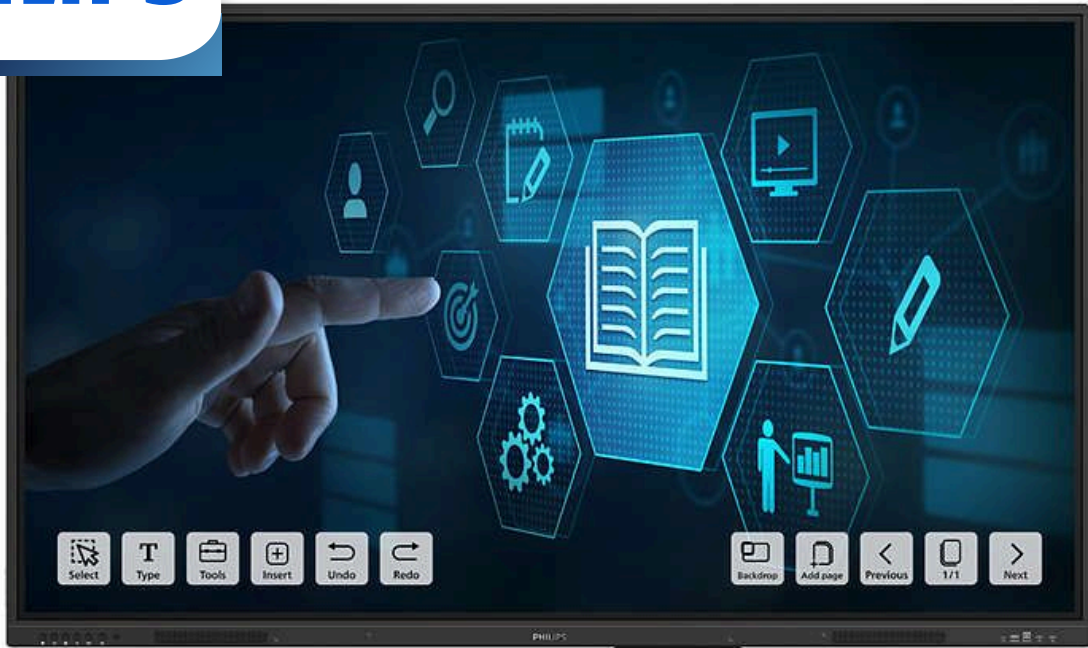 Select
Type
Tools
Insert
Undo
Redo
Backdrop
Add page
Previous
1/1
Next
PHILIPS